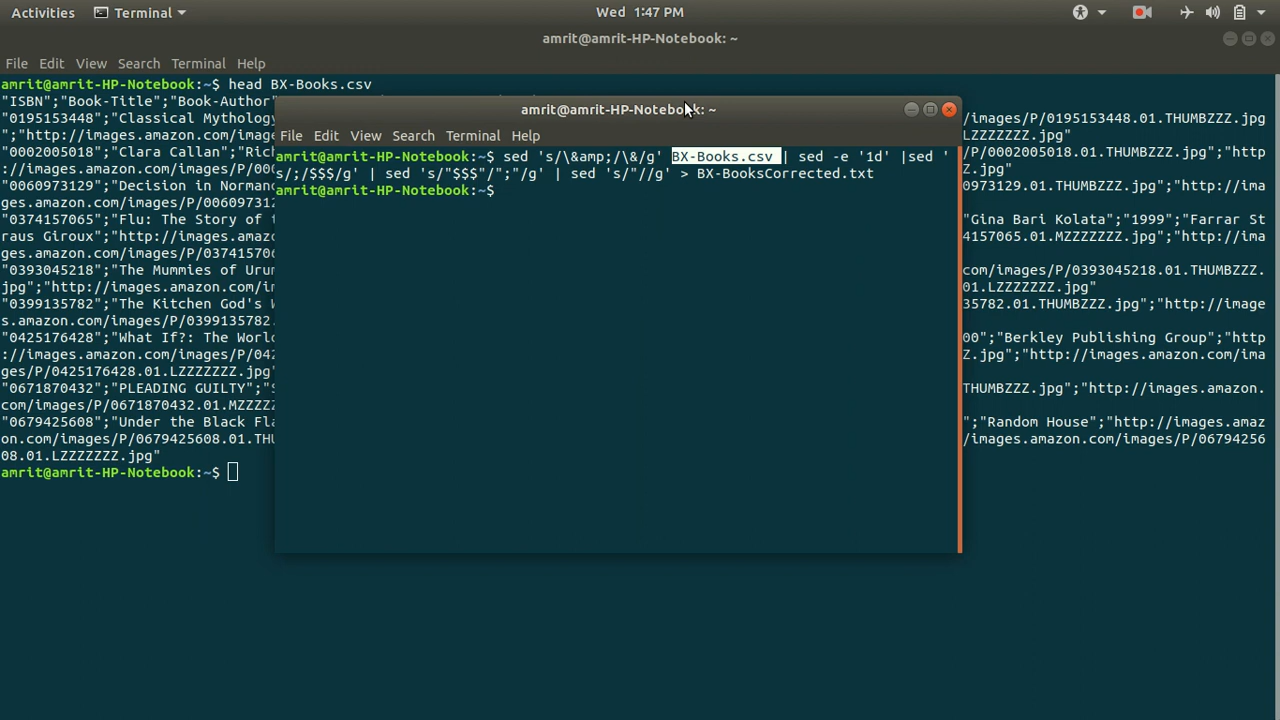 Activities Terminal Wed 1:47 PM
amrit@amrit-HP-Notebook: ~
File Edit View Search Terminal Help
amrit@amrit-HP-Notebook:~$ head BX-Books.csv
"ISBN";"Book-Title";"Book-Author"
"0195153448";"Classical Mythology /images/P/0195153448.01.THUMBZZZ.jpg
";"http://images.amazon.com/image LZZZZZZZ.jpg"
"0002005018";"Clara Callan";"Ric /P/0002005018.01.THUMBZZZ.jpg";"http
://images.amazon.com/images/P/00 Z.jpg"
"0060973129";"Decision in Norman 0973129.01.THUMBZZZ.jpg";"http://ima
ges.amazon.com/images/P/00609731
"0374157065";"Flu: The Story of "Gina Bari Kolata";"1999";"Farrar St
raus Giroux";"http://images.amaz 4157065.01.MZZZZZZZ.jpg";"http://ima
ges.amazon.com/images/P/03741570
"0393045218";"The Mummies of Uru com/images/P/0393045218.01.THUMBZZZ.
jpg";"http://images.amazon.com/i 01.LZZZZZZZ.jpg"
"0399135782";"The Kitchen God's 35782.01.THUMBZZZ.jpg";"http://image
s.amazon.com/images/P/0399135782
"0425176428";"What If?: The Worl 00";"Berkley Publishing Group";"http
://images.amazon.com/images/P/04 Z.jpg";"http://images.amazon.com/ima
ges/P/0425176428.01.LZZZZZZZ.jpg"
"0671870432";"PLEADING GUILTY"; THUMBZZZ.jpg";"http://images.amazon.
com/images/P/0671870432.01.MZZZZ
"0679425608";"Under the Black Fl ";"Random House";"http://images.amaz
on.com/images/P/0679425608.01.TH /images.amazon.com/images/P/06794256
08.01.LZZZZZZZ.jpg"
amrit@amrit-HP-Notebook:~$
amrit@amrit-HP-Notebook: ~
File Edit View Search Terminal Help
amrit@amrit-HP-Notebook:~$ sed 's/\&amp;/\&/g' BX-Books.csv | sed -e '1d' |sed '
s/;/$$$/g' | sed 's/"$$$"/";"/g' | sed 's/"//g' > BX-BooksCorrected.txt
amrit@amrit-HP-Notebook:~$